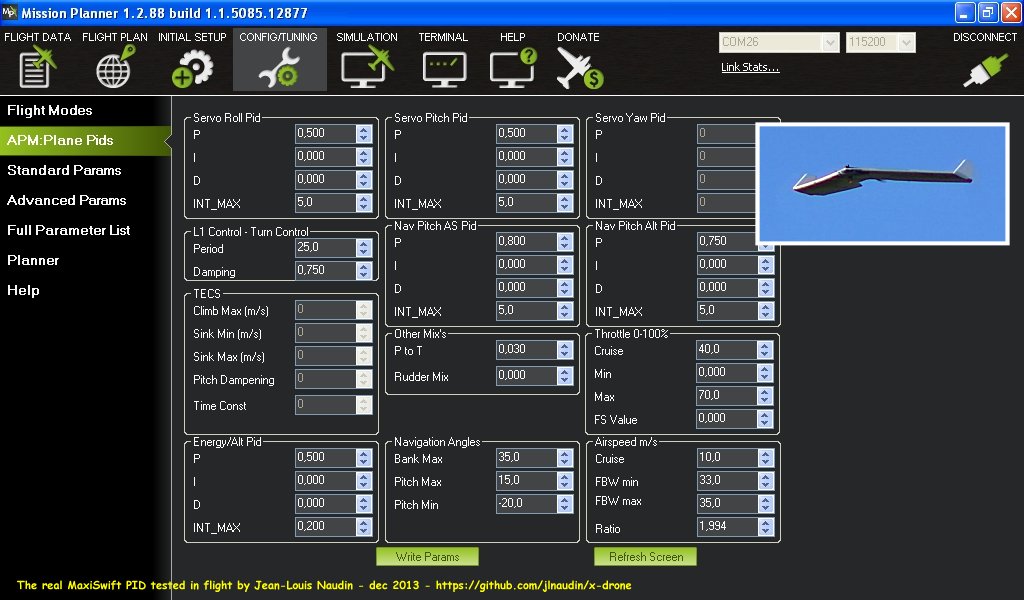 Mission Planner 1.2.88 build 1.1.5085.12877
FLIGHT DATA FLIGHT PLAN INITIAL SETUP CONFIG/TUNING SIMULATION TERMINAL HELP DONATE DISCONNECT
COM26 115200
Link Stats...
Flight Modes
APM:Plane Pids
Standard Params
Advanced Params
Full Parameter List
Planner
Help
Servo Roll Pid
P 0,500
I 0,000
D 0,000
INT_MAX 5,0
Servo Pitch Pid
P 0,500
I 0,000
D 0,000
INT_MAX 5,0
Servo Yaw Pid
P 0
I 0
D 0
INT_MAX 0
L1 Control - Turn Control
Period 25,0
Damping 0,750
Nav Pitch AS Pid
P 0,800
I 0,000
D 0,000
INT_MAX 5,0
Nav Pitch Alt Pid
P 0,750
I 0,000
D 0,000
INT_MAX 5,0
TECS
Climb Max (m/s) 0
Sink Min (m/s) 0
Sink Max (m/s) 0
Pitch Dampening 0
Time Const 0
Other Mix's
P to T 0,030
Rudder Mix 0,000
Throttle 0-100%
Cruise 40,0
Min 0,000
Max 70,0
FS Value 0,000
Energy/Alt Pid
P 0,500
I 0,000
D 0,000
INT_MAX 0,200
Navigation Angles
Bank Max 35,0
Pitch Max 15,0
Pitch Min -20,0
Airspeed m/s
Cruise 10,0
FBW min 33,0
FBW max 35,0
Ratio 1,994
Write Params Refresh Screen
The real MaxiSwift PID tested in flight by Jean-Louis Naudin - dec 2013 - https://github.com/jlnaudin/x-drone